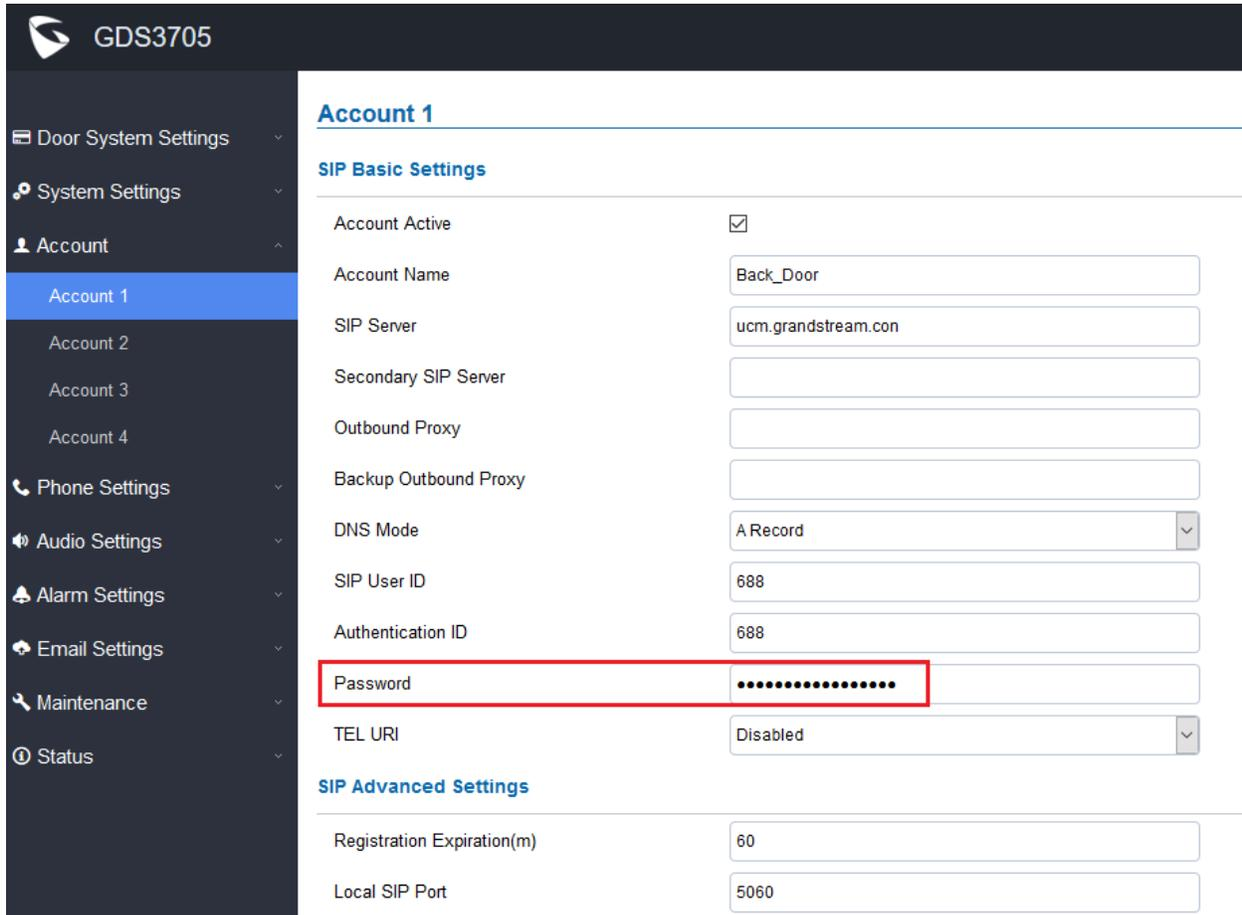 GDS3705
Door System Settings
System Settings
Account
Account 1
Account 2
Account 3
Account 4
Phone Settings
Audio Settings
Alarm Settings
Email Settings
Maintenance
Status
Account 1
SIP Basic Settings
Account Active
Account Name Back_Door
SIP Server ucm.grandstream.con
Secondary SIP Server
Outbound Proxy
Backup Outbound Proxy
DNS Mode A Record
SIP User ID 688
Authentication ID 688
Password •••••••••••••••••
TEL URI Disabled
SIP Advanced Settings
Registration Expiration(m) 60
Local SIP Port 5060